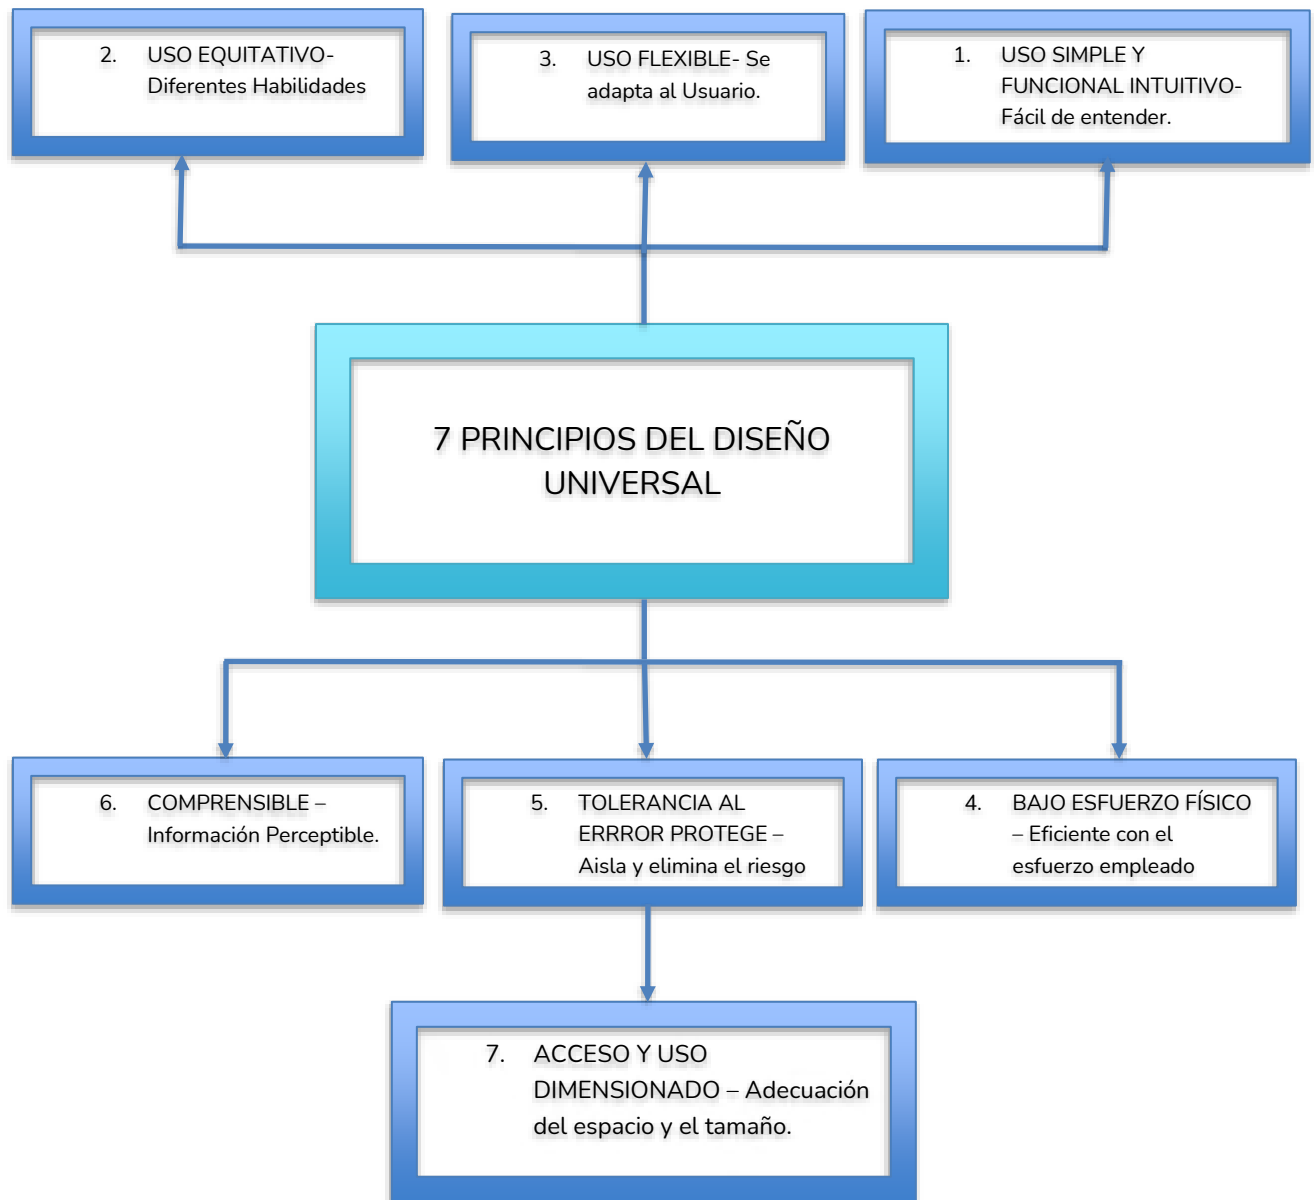 2. USO EQUITATIVO-
Diferentes Habilidades
3. USO FLEXIBLE- Se
adapta al Usuario.
1. USO SIMPLE Y
FUNCIONAL INTUITIVO-
Fácil de entender.
7 PRINCIPIOS DEL DISEÑO
UNIVERSAL
6. COMPRENSIBLE –
Información Perceptible.
5. TOLERANCIA AL
ERRROR PROTEGE –
Aisla y elimina el riesgo
4. BAJO ESFUERZO FÍSICO
– Eficiente con el
esfuerzo empleado
7. ACCESO Y USO
DIMENSIONADO – Adecuación
del espacio y el tamaño.